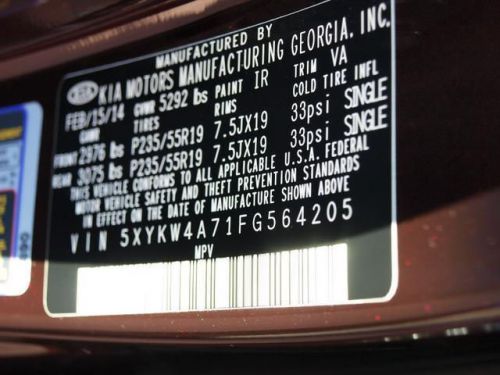 MANUFACTURED BY
KIA KIA MOTORS MANUFACTURING GEORGIA, INC.
FEB/15/14 GVWR 5292 lbs PAINT IR TRIM VA
GAWR TIRES RIMS COLD TIRE INFL
FRONT 2976 lbs P235/55R19 7.5JX19 33psi SINGLE
REAR 3075 lbs P235/55R19 7.5JX19 33psi SINGLE
THIS VEHICLE CONFORMS TO ALL APPLICABLE U.S.A. FEDERAL
MOTOR VEHICLE SAFETY AND THEFT PREVENTION STANDARDS
IN EFFECT ON THE DATE OF MANUFACTURE SHOWN ABOVE
VIN 5XYKW4A71FG564205
MPV